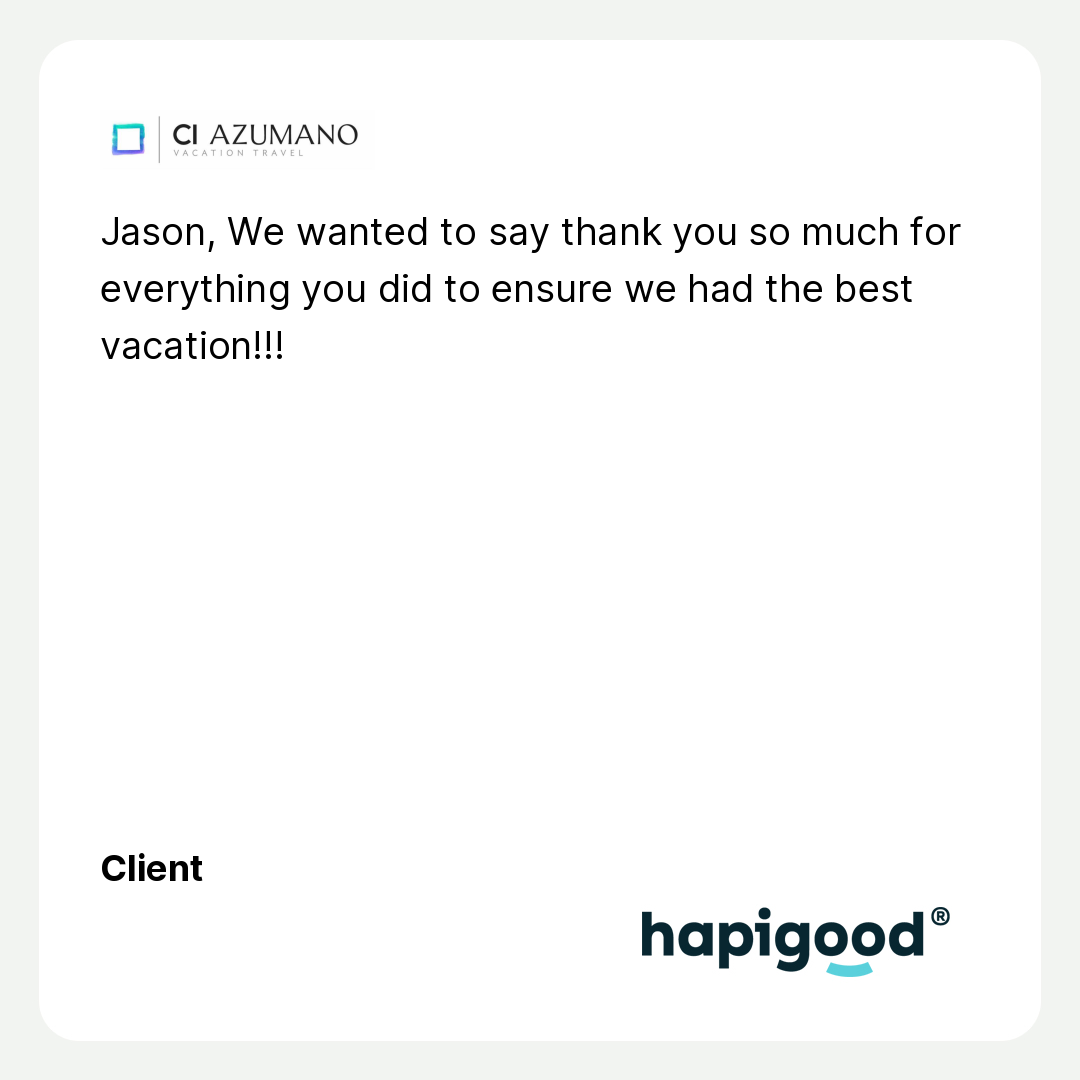 CI AZUMANO
VACATION TRAVEL
Jason, We wanted to say thank you so much for
everything you did to ensure we had the best
vacation!!!
Client
hapigood®